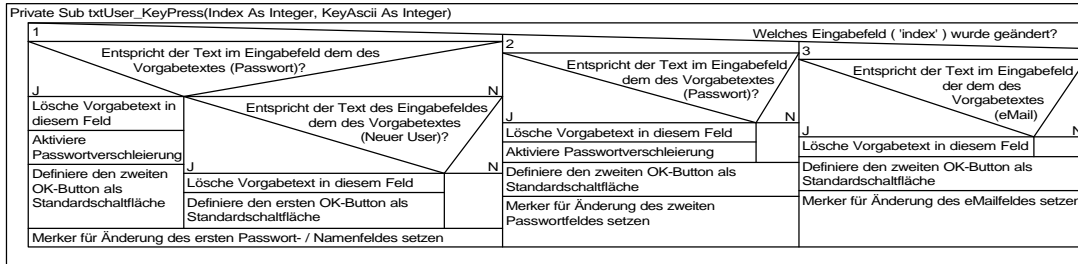 Private Sub txtUser_KeyPress(Index As Integer, KeyAscii As Integer)
Welches Eingabefeld ( 'index' ) wurde geändert?
1
Entspricht der Text im Eingabefeld dem des
Vorgabetextes (Passwort)?
J
N
Lösche Vorgabetext in
diesem Feld
Aktiviere
Passwortverschleierung
Definiere den zweiten
OK-Button als
Standardschaltfläche
Entspricht der Text des Eingabefeldes
dem des Vorgabetextes
(Neuer User)?
J
N
Lösche Vorgabetext in diesem Feld
Definiere den ersten OK-Button als
Standardschaltfläche
Merker für Änderung des ersten Passwort- / Namenfeldes setzen
2
Entspricht der Text im Eingabefeld
dem des Vorgabetextes
(Passwort)?
J
N
Lösche Vorgabetext in diesem Feld
Aktiviere Passwortverschleierung
Definiere den zweiten OK-Button als
Standardschaltfläche
Merker für Änderung des zweiten
Passwortfeldes setzen
3
Entspricht der Text im Eingabefeld
der dem des
Vorgabetextes
(eMail)
J
N
Lösche Vorgabetext in diesem Feld
Definiere den zweiten OK-Button als
Standardschaltfläche
Merker für Änderung des eMailfeldes setzen